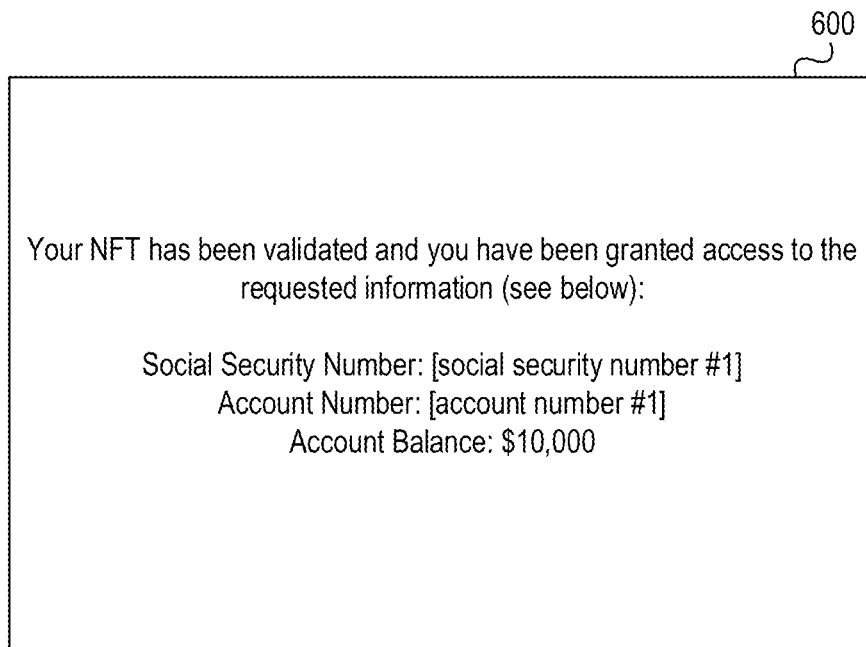 600
Your NFT has been validated and you have been granted access to the
requested information (see below):
Social Security Number: [social security number #1]
Account Number: [account number #1]
Account Balance: $10,000